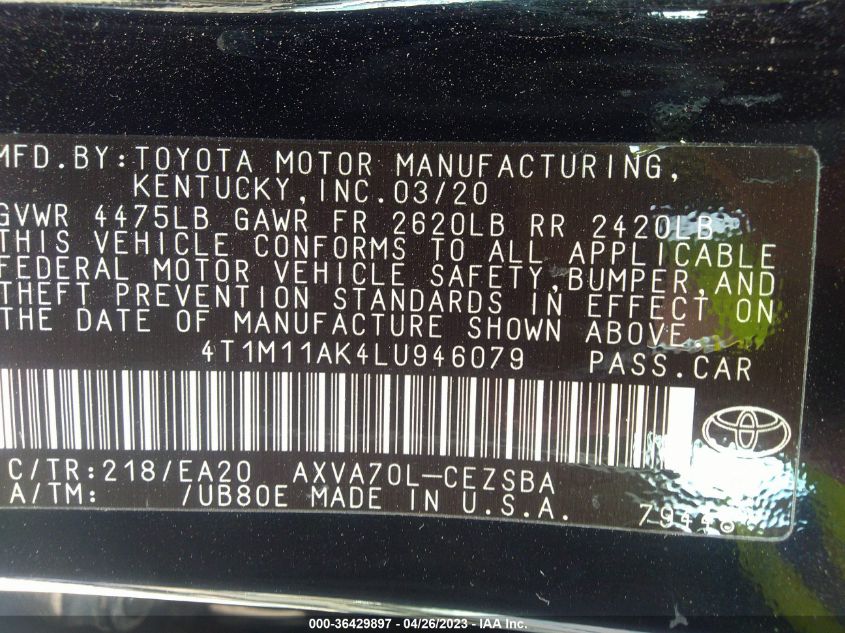 MFD.BY:TOYOTA MOTOR MANUFACTURING,
KENTUCKY,INC.03/20
GVWR 4475LB GAWR FR 2620LB RR 2420LB
THIS VEHICLE CONFORMS TO ALL APPLICABLE
FEDERAL MOTOR VEHICLE SAFETY,BUMPER,AND
THEFT PREVENTION STANDARDS IN EFFECT ON
THE DATE OF MANUFACTURE SHOWN ABOVE.
4T1M11AK4LU946079 PASS.CAR
C/TR:218/EA20 AXVA70L-CEZSBA
A/TM: /UB80E MADE IN U.S.A.
000-36429897 - 04/26/2023 - IAA Inc.